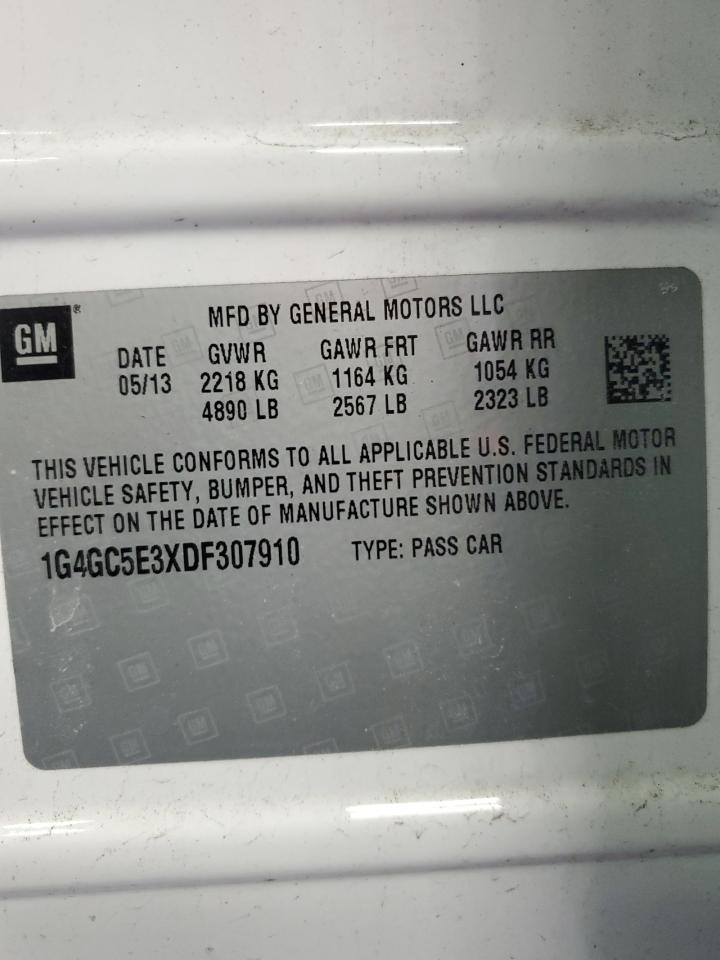 GM®
MFD BY GENERAL MOTORS LLC
DATE GVWR GAWR FRT GAWR RR
05/13 2218 KG 1164 KG 1054 KG
4890 LB 2567 LB 2323 LB
THIS VEHICLE CONFORMS TO ALL APPLICABLE U.S. FEDERAL MOTOR
VEHICLE SAFETY, BUMPER, AND THEFT PREVENTION STANDARDS IN
EFFECT ON THE DATE OF MANUFACTURE SHOWN ABOVE.
1G4GC5E3XDF307910 TYPE: PASS CAR